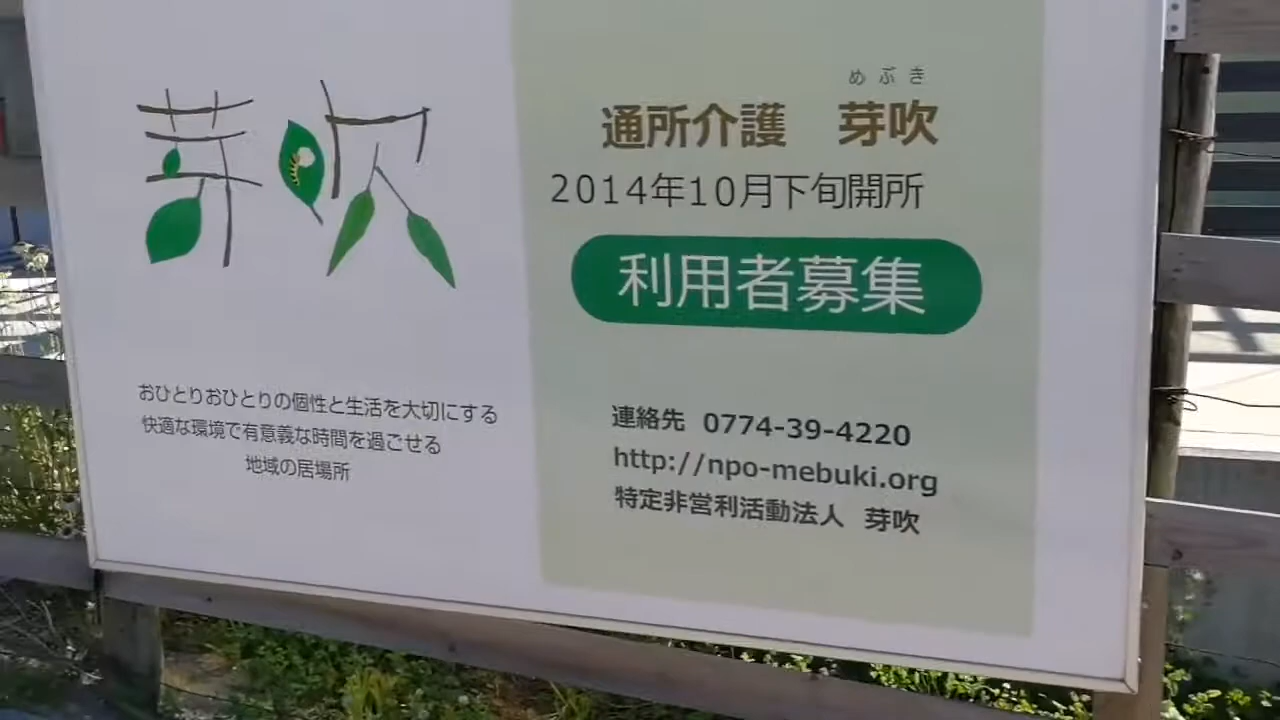 芽吹
おひとりおひとりの個性と生活を大切にする
快適な環境で有意義な時間を過ごせる
地域の居場所
めぶき
通所介護 芽吹
2014年10月下旬開所
利用者募集
連絡先 0774-39-4220
http://npo-mebuki.org
特定非営利活動法人 芽吹